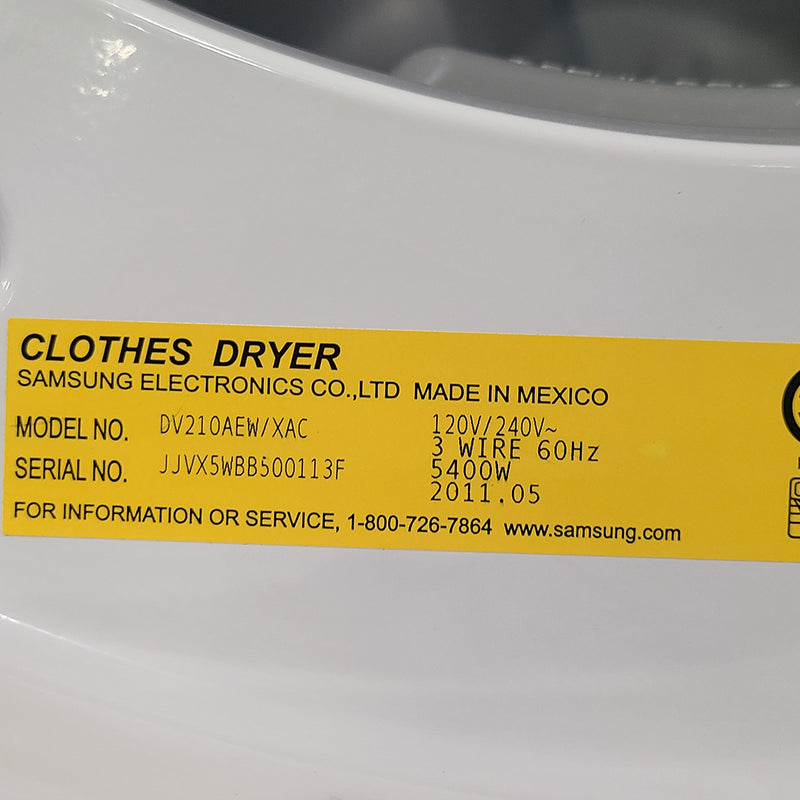 CLOTHES DRYER
SAMSUNG ELECTRONICS CO.,LTD MADE IN MEXICO
MODEL NO. DV210AEW/XAC 120V/240V~
3 WIRE 60Hz
SERIAL NO. JJVX5WBB500113F 5400W
2011.05
FOR INFORMATION OR SERVICE, 1-800-726-7864 www.samsung.com